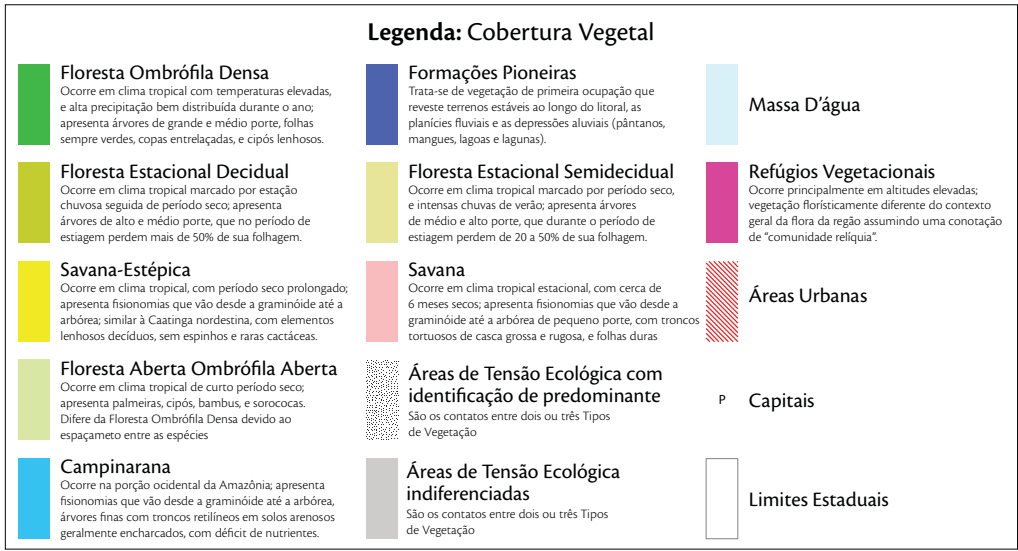 Legenda: Cobertura Vegetal
Floresta Ombrófila Densa
Ocorre em clima tropical com temperaturas elevadas,
e alta precipitação bem distribuída durante o ano;
apresenta árvores de grande e médio porte, folhas
sempre verdes, copas entrelaçadas, e cipós lenhosos.
Floresta Estacional Decidual
Ocorre em clima tropical marcado por estação
chuvosa seguida de período seco; apresenta
árvores de alto e médio porte, que no período de
estiagem perdem mais de 50% de sua folhagem.
Savana-Estépica
Ocorre em clima tropical, com período seco prolongado;
apresenta fisionomias que vão desde a graminóide até a
arbórea; similar à Caatinga nordestina, com elementos
lenhosos decíduos, sem espinhos e raras cactáceas.
Floresta Aberta Ombrófila Aberta
Ocorre em clima tropical de curto período seco;
apresenta palmeiras, cipós, bambus, e sorococas.
Difere da Floresta Ombrófila Densa devido ao
espaçameto entre as espécies
Campinarana
Ocorre na porção ocidental da Amazônia; apresenta
fisionomias que vão desde a graminóide até a arbórea,
árvores finas com troncos retilíneos em solos arenosos
geralmente encharcados, com déficit de nutrientes.
Formações Pioneiras
Trata-se de vegetação de primeira ocupação que
reveste terrenos estáveis ao longo do litoral, as
planícies fluviais e as depressões aluviais (pântanos,
mangues, lagoas e lagunas).
Floresta Estacional Semidecidual
Ocorre em clima tropical marcado por período seco,
e intensas chuvas de verão; apresenta árvores
de médio e alto porte, que durante o período de
estiagem perdem de 20 a 50% de sua folhagem.
Savana
Ocorre em clima tropical estacional, com cerca de
6 meses secos; apresenta fisionomias que vão desde a
graminóide até a arbórea de pequeno porte, com troncos
tortuosos de casca grossa e rugosa, e folhas duras
Áreas de Tensão Ecológica com
identificação de predominante
São os contatos entre dois ou três Tipos
de Vegetação
Áreas de Tensão Ecológica
indiferenciadas
São os contatos entre dois ou três Tipos
de Vegetação
Massa D'água
Refúgios Vegetacionais
Ocorre principalmente em altitudes elevadas;
vegetação florísticamente diferente do contexto
geral da flora da regão assumindo uma conotação
de “comunidade relíquia”.
Áreas Urbanas
P Capitais
Limites Estaduais